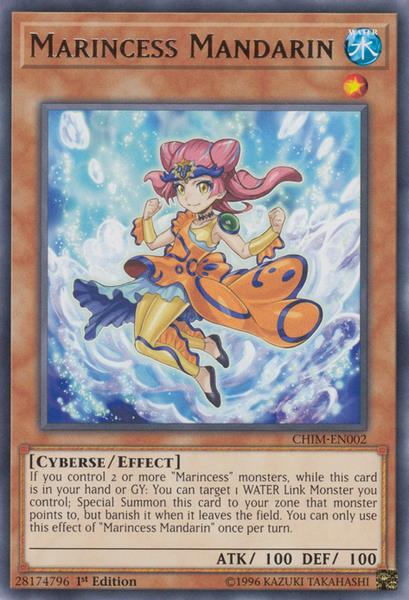 Marincess Mandarin
WATER
水
CHIM-EN002
[Cyberse/Effect]
If you control 2 or more "Marincess" monsters, while this card
is in your hand or GY: You can target 1 WATER Link Monster you
control; Special Summon this card to your zone that monster
points to, but banish it when it leaves the field. You can only use
this effect of "Marincess Mandarin" once per turn.
ATK/ 100 DEF/ 100
28174796 1st Edition ©1996 KAZUKI TAKAHASHI